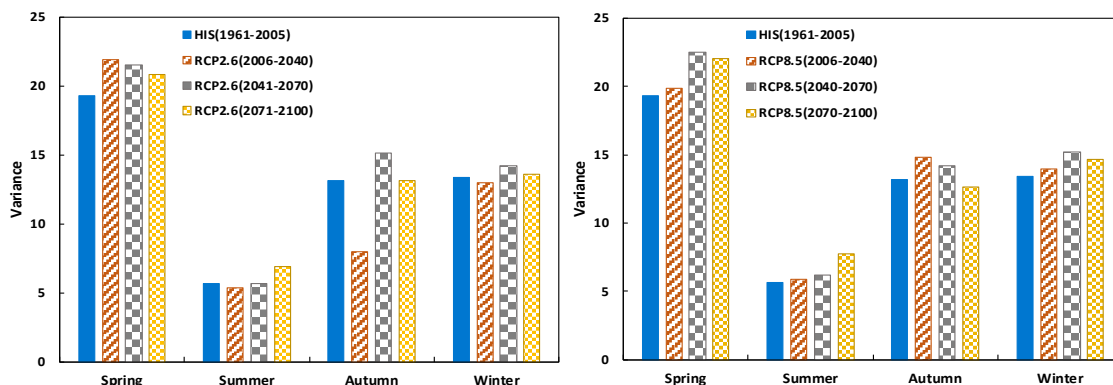 25
20
15
10
5
0
Variance
HIS(1961-2005)
RCP2.6(2006-2040)
RCP2.6(2041-2070)
RCP2.6(2071-2100)
Spring Summer Autumn Winter
25
20
15
10
5
0
Variance
HIS(1961-2005)
RCP8.5(2006-2040)
RCP8.5(2040-2070)
RCP8.5(2070-2100)
Spring Summer Autumn Winter